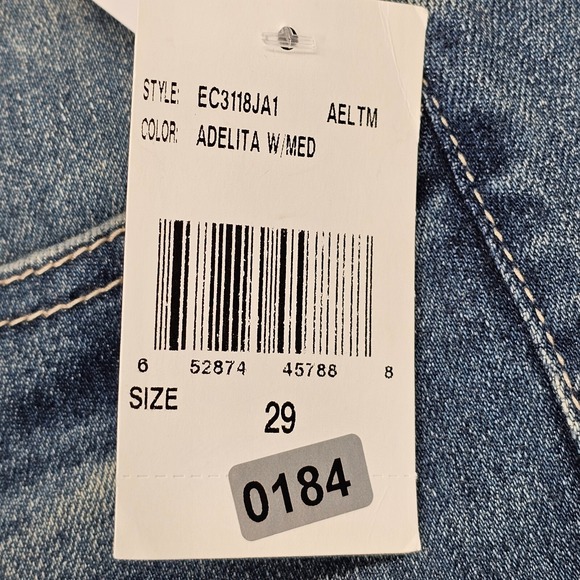 STYLE: EC3118JA1 AELTM
COLOR: ADELITA W/MED
6 52874 45788 8
SIZE 29
0184